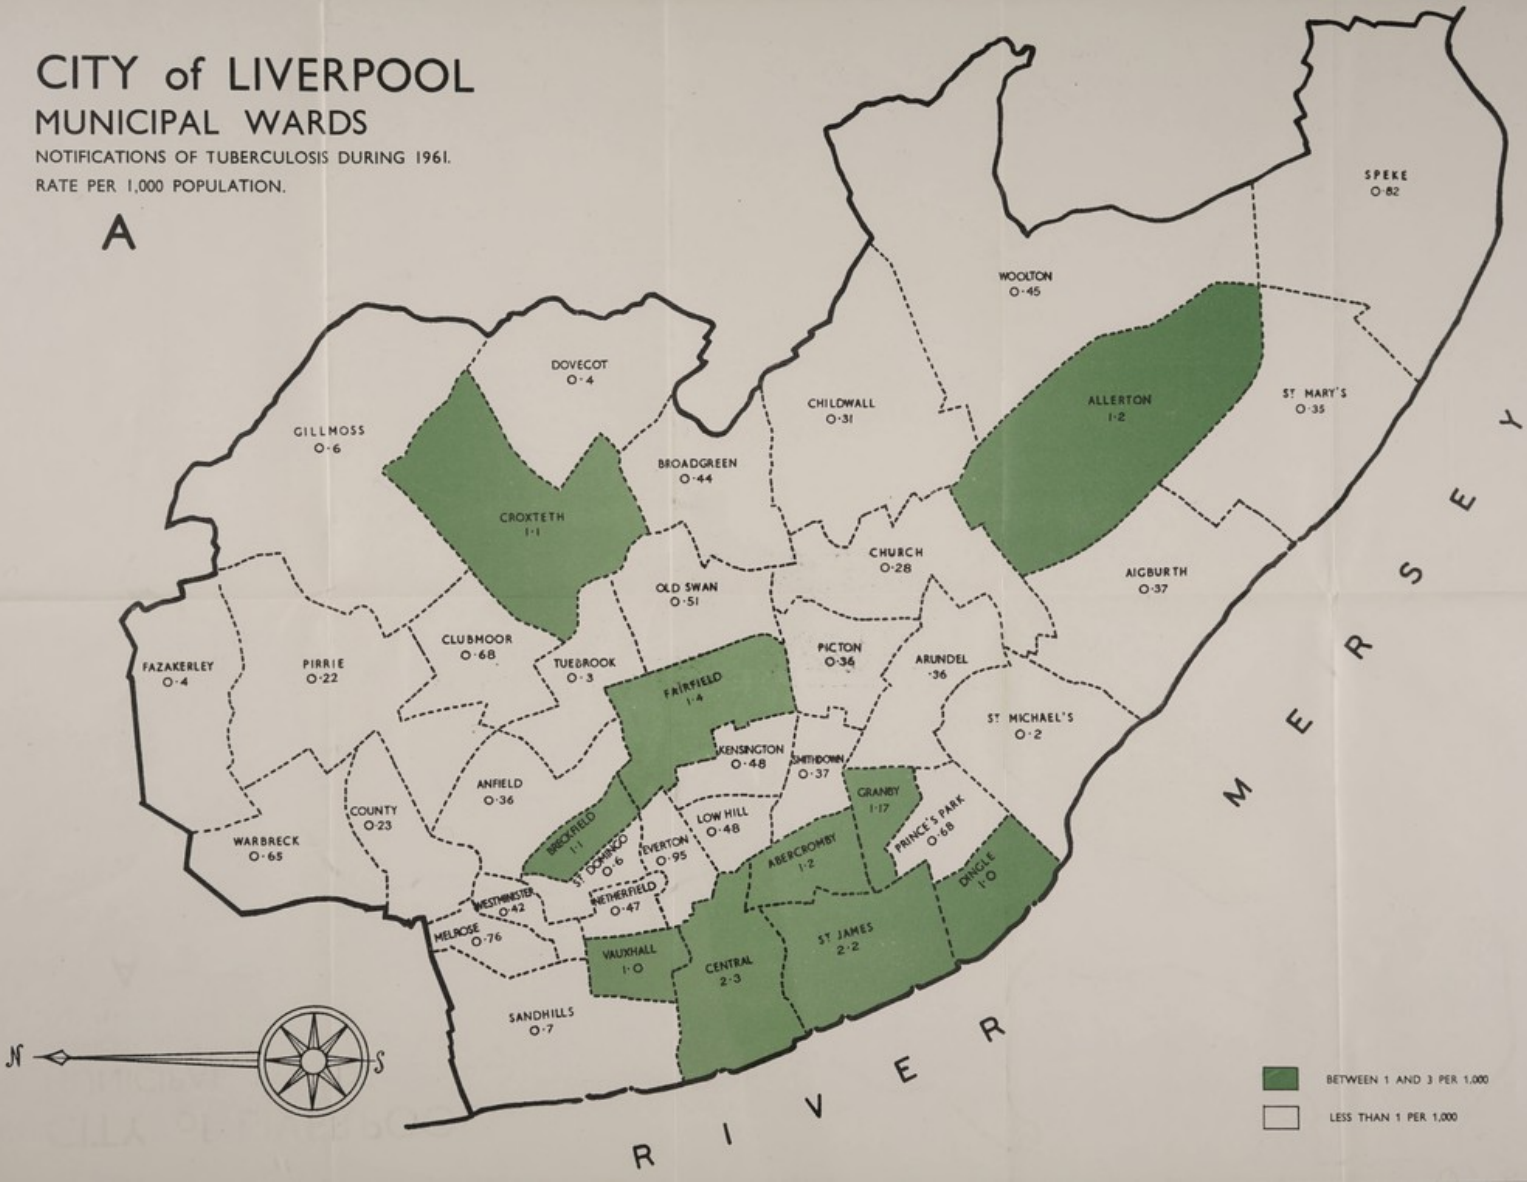 CITY of LIVERPOOL
MUNICIPAL WARDS
NOTIFICATIONS OF TUBERCULOSIS DURING 1961.
RATE PER 1,000 POPULATION.
A
SPEKE
0·82
WOOLTON
0·45
DOVECOT
0·4
ALLERTON
1·2
ST MARY'S
0·35
CHILDWALL
0·31
GILLMOSS
0·6
BROADGREEN
0·44
CROXTETH
1·1
CHURCH
0·28
AIGBURTH
0·37
OLD SWAN
0·51
CLUBMOOR
0·68
PICTON
0·36
ARUNDEL
·36
FAZAKERLEY
0·4
PIRRIE
0·22
TUEBROOK
0·3
FAIRFIELD
1·4
ST MICHAEL'S
0·2
KENSINGTON
0·48
SMITHDOWN
0·37
ANFIELD
0·36
GRANBY
1·17
COUNTY
0·23
LOW HILL
0·48
PRINCE'S PARK
0·68
BRECKFIELD
1·1
WARBRECK
0·65
ST DOMINGO
0·6
EVERTON
0·95
ABERCROMBY
1·2
DINGLE
1·0
WESTMINISTER
0·42
NETHERFIELD
0·47
MELROSE
0·76
ST JAMES
2·2
VAUXHALL
1·0
CENTRAL
2·3
SANDHILLS
0·7
N
S
RIVER
MERSEY
BETWEEN 1 AND 3 PER 1,000
LESS THAN 1 PER 1,000